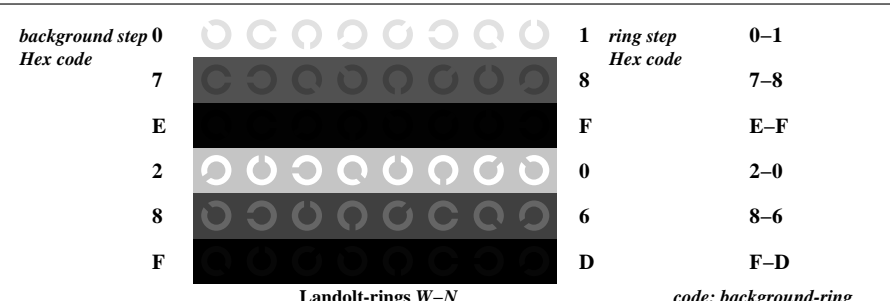 background step 0 1 ring step 0–1
Hex code Hex code
7 8 7–8
E F E–F
2 0 2–0
8 6 8–6
F D F–D
Landolt-rings W–N code: background-ring